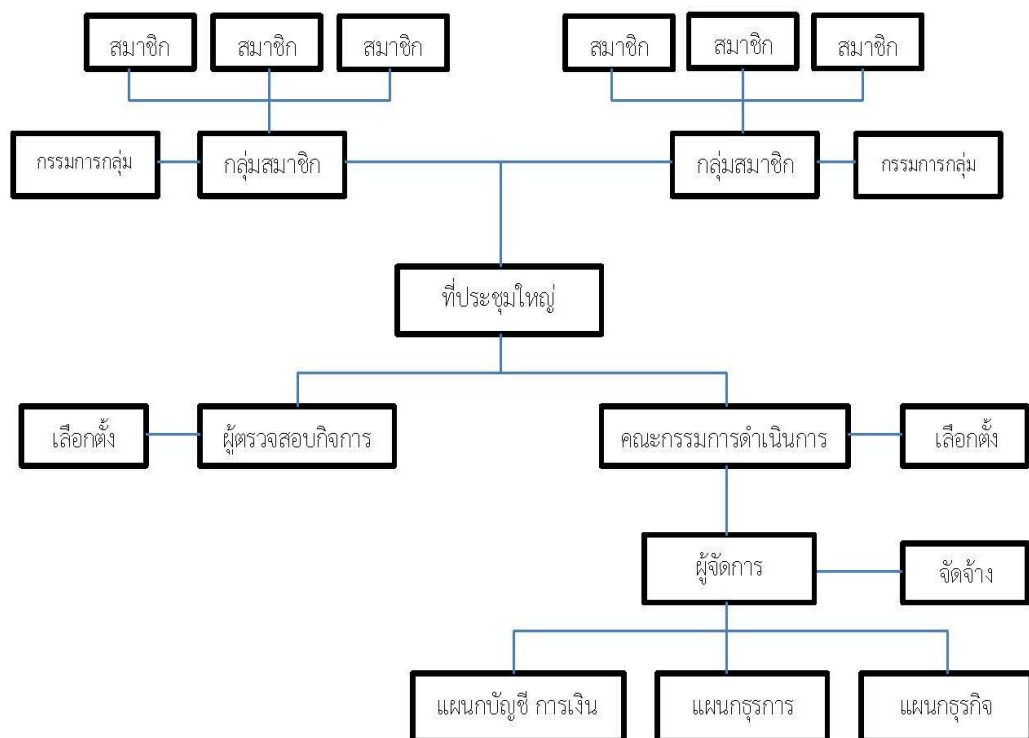 สมาชิก
สมาชิก
สมาชิก
สมาชิก
สมาชิก
สมาชิก
กรรมการกลุ่ม
กลุ่มสมาชิก
กลุ่มสมาชิก
กรรมการกลุ่ม
ที่ประชุมใหญ่
เลือกตั้ง
ผู้ตรวจสอบกิจการ
คณะกรรมการดำเนินการ
เลือกตั้ง
ผู้จัดการ
จัดจ้าง
แผนกบัญชี การเงิน
แผนกธุรการ
แผนกธุรกิจ